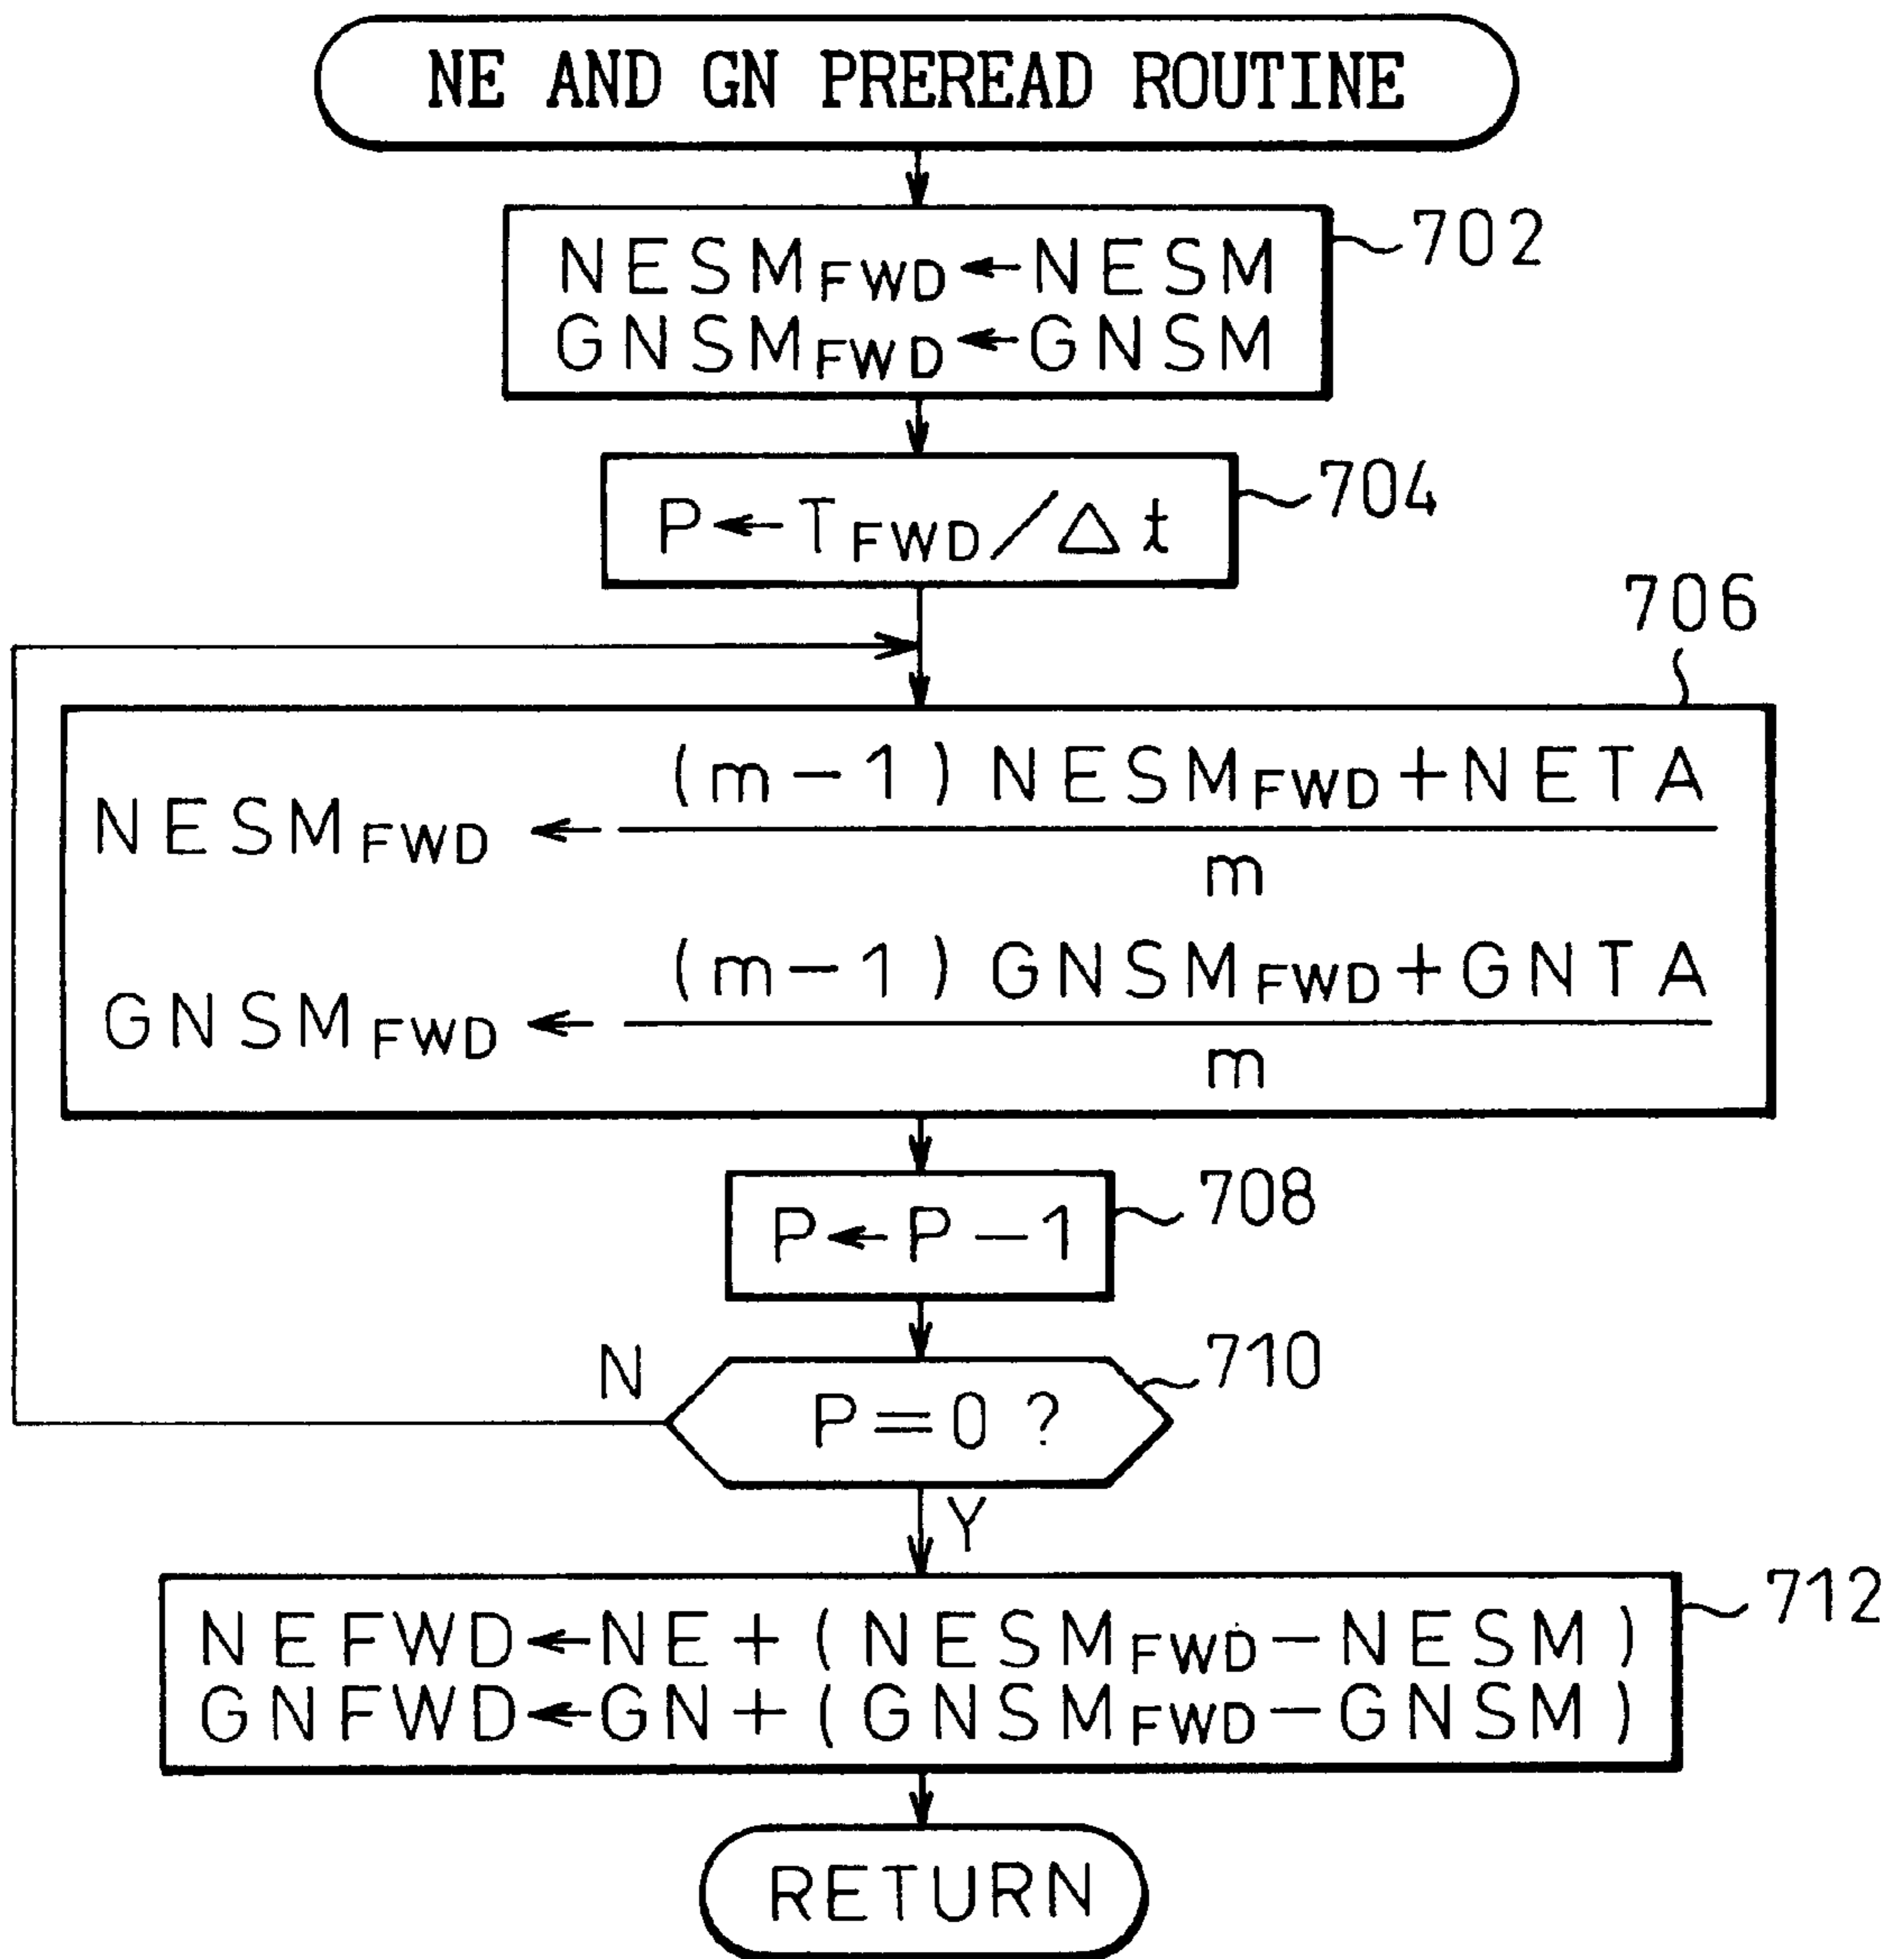 NE AND GN PREREAD ROUTINE
NESMFWD←NESM
702
GNSMFWD←GNSM
P←TFWD/△t
704
706
(m-1)NESMFWD+NETA
NESMFWD ←
m
(m-1)GNSMFWD+GNTA
GNSMFWD ←
m
P←P-1
708
N
P=0?
710
Y
NEFWD←NE+(NESMFWD-NESM)
712
GNFWD←GN+(GNSMFWD-GNSM)
RETURN